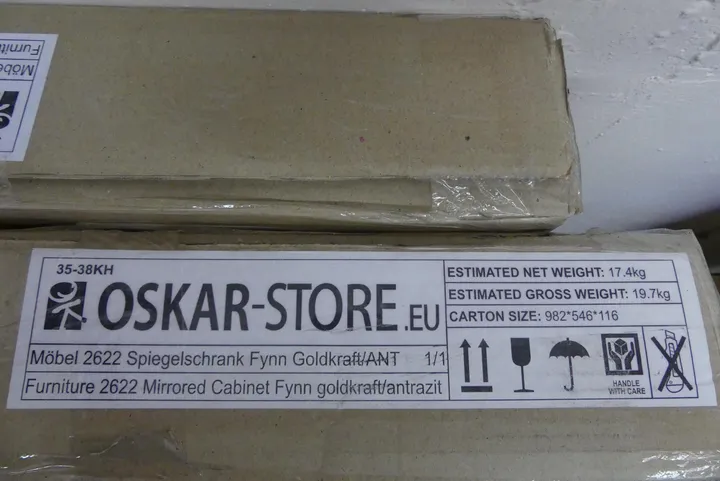 Furnit
Möbe
35-38KH
OSKAR-STORE.EU
Möbel 2622 Spiegelschrank Fynn Goldkraft/ANT 1/1
Furniture 2622 Mirrored Cabinet Fynn goldkraft/antrazit
ESTIMATED NET WEIGHT: 17.4kg
ESTIMATED GROSS WEIGHT: 19.7kg
CARTON SIZE: 982*546*116
HANDLE
WITH CARE